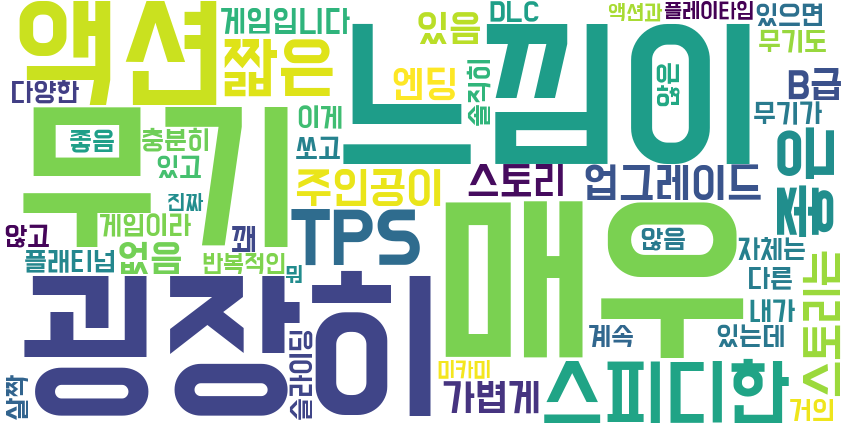 액션
게임입니다
있음
DLC
액션과
플레이타임
있으면
느낌이
짧은
엔딩
솔직히
않은
무기도
다양한
B급
무기
좋음
충분히
이게
무기가
있고
쏘고
좋은
주인공이
스토리
업그레이드
진짜
TPS
매우
게임이라
않고
꽤
않음
자체는
플래티넘
없음
반복적인
뭐
다른
스토리는
굉장히
내가
계속
있는데
슬라이딩
미카미
살짝
가볍게
스피디한
거의